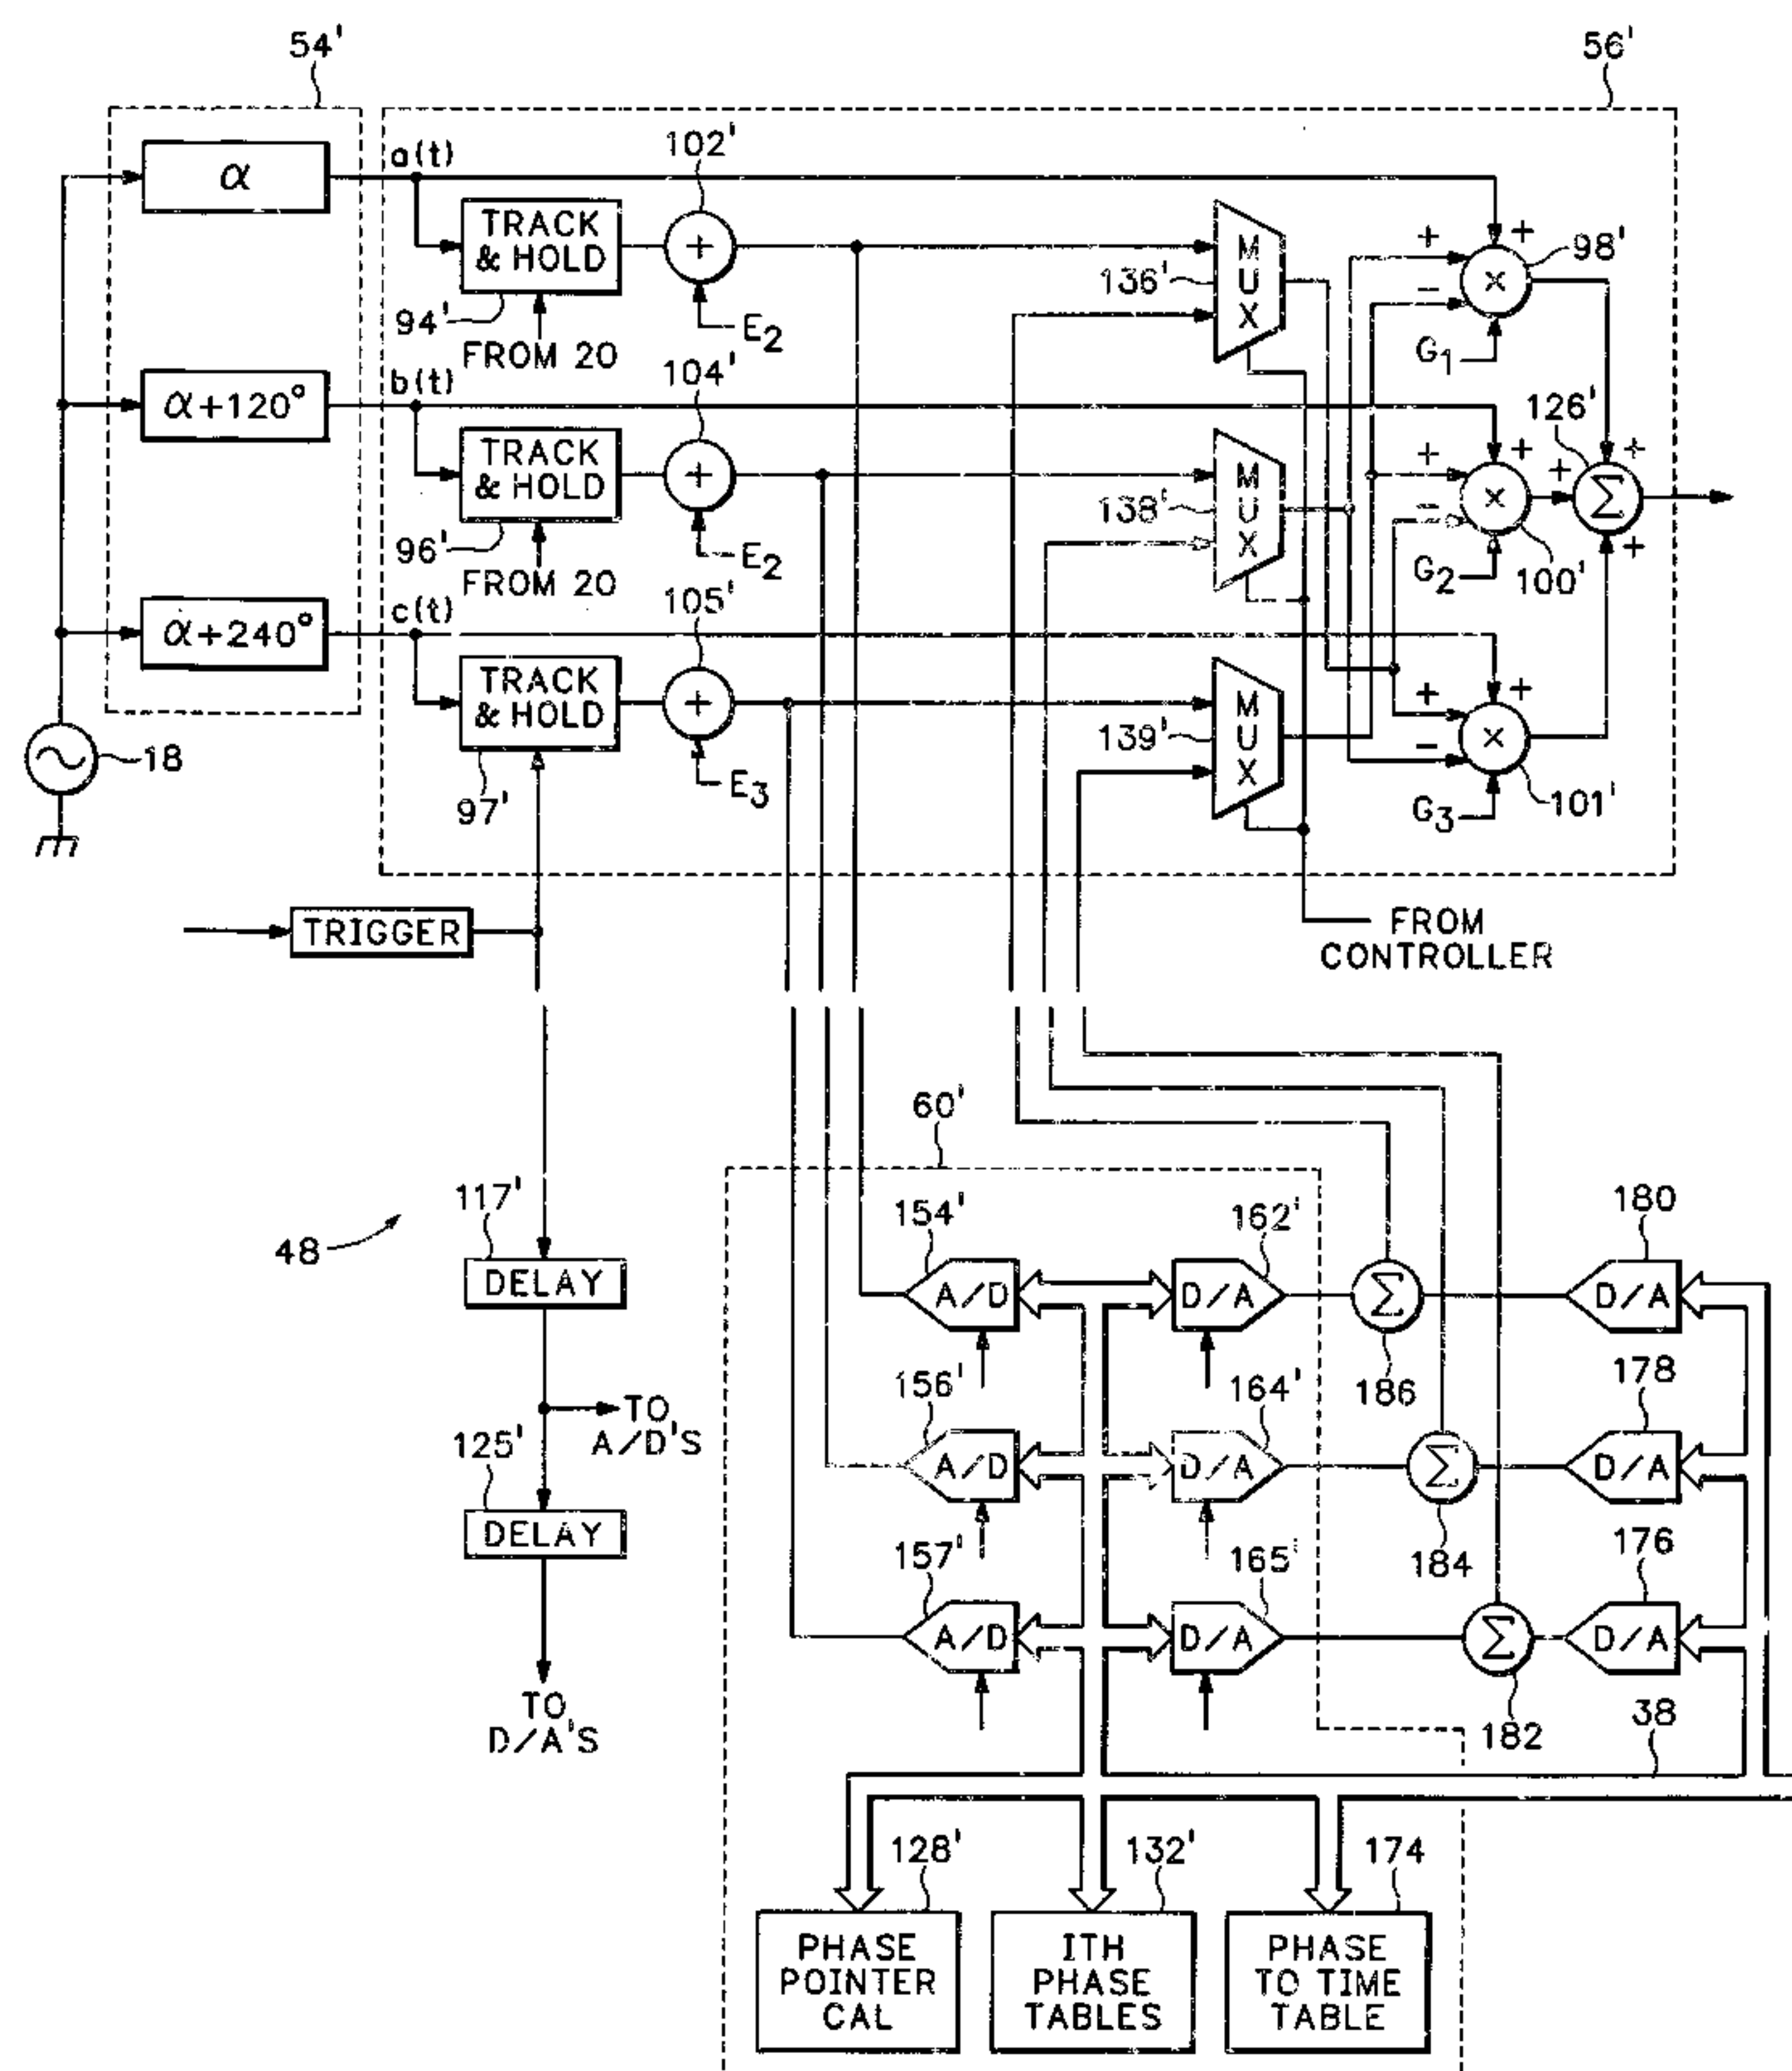 54'
56'
α
a(t)
102'
TRACK
& HOLD
+
94'
FROM 20
E2
136'
MUX
+
+
98'
−
×
G1
α+120°
b(t)
104'
TRACK
& HOLD
+
96'
FROM 20
E2
138'
MUX
+
+
−
×
G2
100'
126'
+
+
Σ
+
α+240°
c(t)
105'
TRACK
& HOLD
+
97'
E3
139'
MUX
+
+
−
×
G3
101'
18
TRIGGER
FROM
CONTROLLER
60'
48
117'
DELAY
TO
A/D'S
125'
DELAY
TO
D/A'S
154'
A/D
162'
D/A
Σ
186
180
D/A
156'
A/D
164'
D/A
Σ
184
178
D/A
157'
A/D
165'
D/A
Σ
182
176
D/A
38
128'
PHASE
POINTER
CAL
132'
ITH
PHASE
TABLES
174
PHASE
TO TIME
TABLE